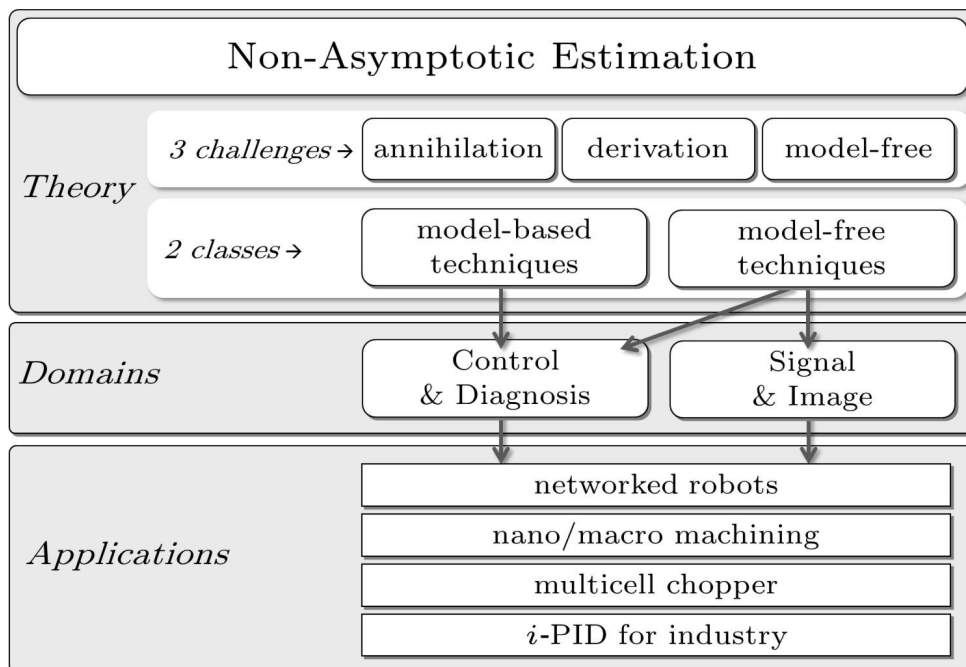 Non-Asymptotic Estimation
Theory
3 challenges → annihilation derivation model-free
2 classes →
model-based
techniques
model-free
techniques
Domains
Control
& Diagnosis
Signal
& Image
Applications
networked robots
nano/macro machining
multicell chopper
i-PID for industry